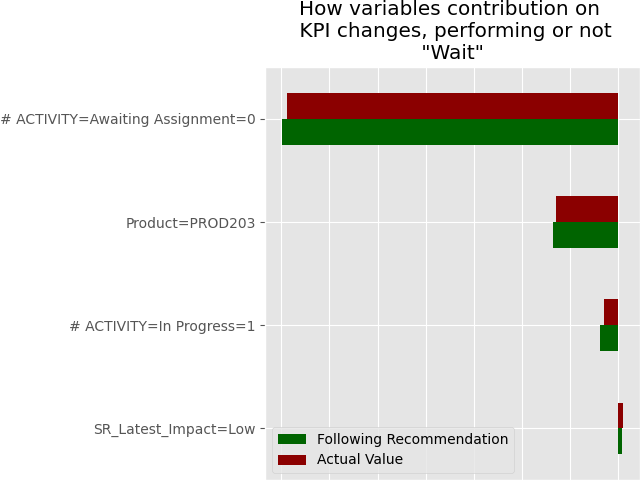 How variables contribution on
KPI changes, performing or not
"Wait"
# ACTIVITY=Awaiting Assignment=0
Product=PROD203
# ACTIVITY=In Progress=1
SR_Latest_Impact=Low
Following Recommendation
Actual Value